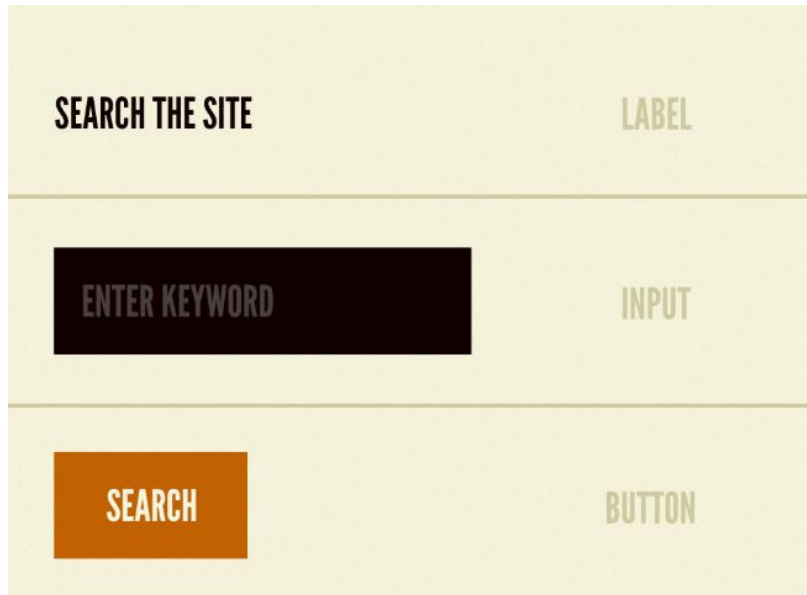 SEARCH THE SITE
LABEL
ENTER KEYWORD
INPUT
SEARCH
BUTTON